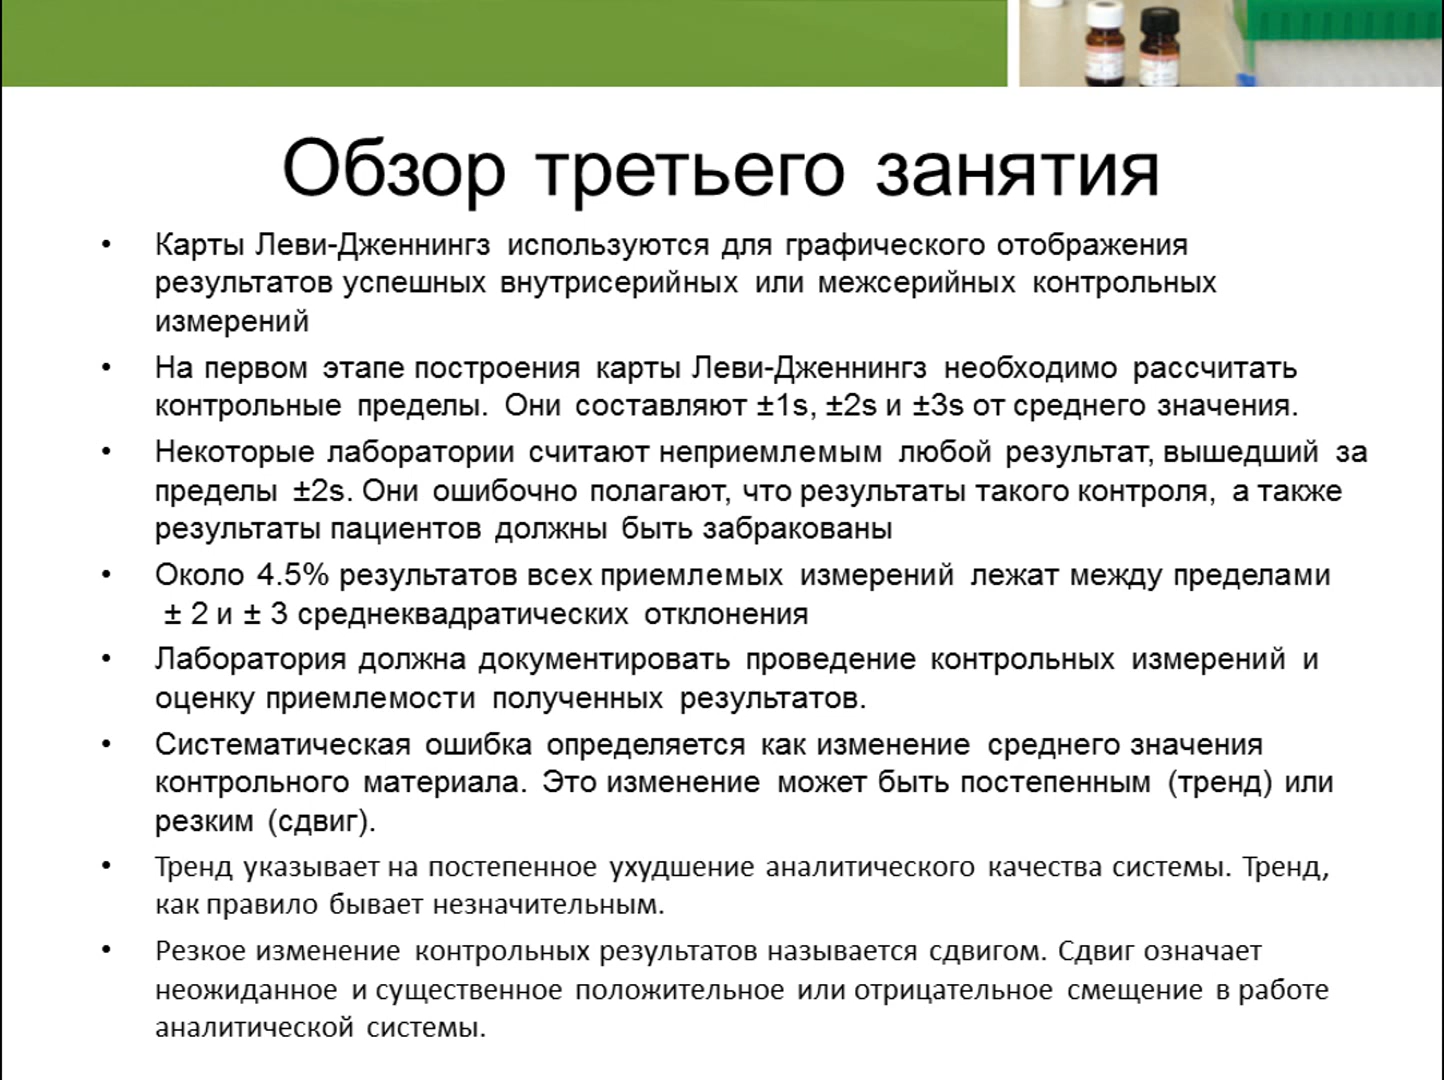 Обзор третьего занятия
• Карты Леви-Дженнингз используются для графического отображения
результатов успешных внутрисерийных или межсерийных контрольных
измерений
• На первом этапе построения карты Леви-Дженнингз необходимо рассчитать
контрольные пределы. Они составляют ±1s, ±2s и ±3s от среднего значения.
• Некоторые лаборатории считают неприемлемым любой результат, вышедший за
пределы ±2s. Они ошибочно полагают, что результаты такого контроля, а также
результаты пациентов должны быть забракованы
• Около 4.5% результатов всех приемлемых измерений лежат между пределами
± 2 и ± 3 среднеквадратических отклонения
• Лаборатория должна документировать проведение контрольных измерений и
оценку приемлемости полученных результатов.
• Систематическая ошибка определяется как изменение среднего значения
контрольного материала. Это изменение может быть постепенным (тренд) или
резким (сдвиг).
• Тренд указывает на постепенное ухудшение аналитического качества системы. Тренд,
как правило бывает незначительным.
• Резкое изменение контрольных результатов называется сдвигом. Сдвиг означает
неожиданное и существенное положительное или отрицательное смещение в работе
аналитической системы.